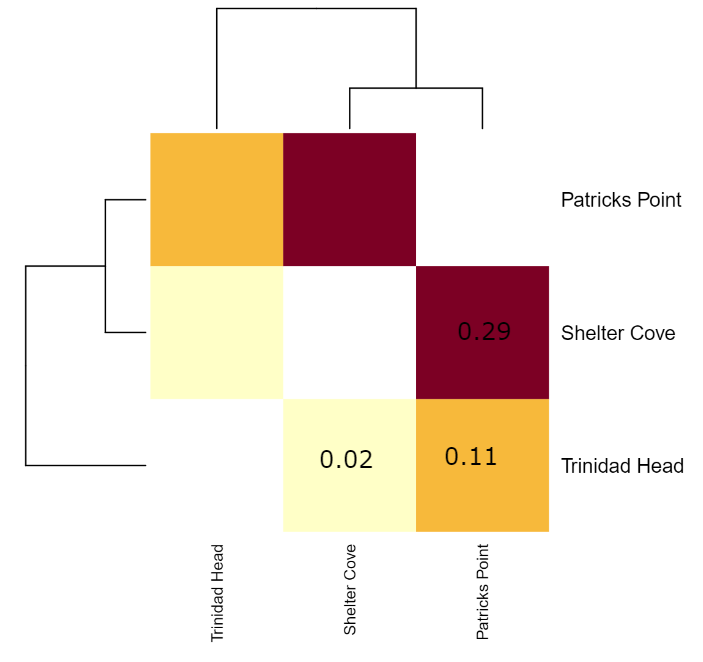 Patricks Point
0.29
Shelter Cove
0.02
0.11
Trinidad Head
Trinidad Head
Shelter Cove
Patricks Point